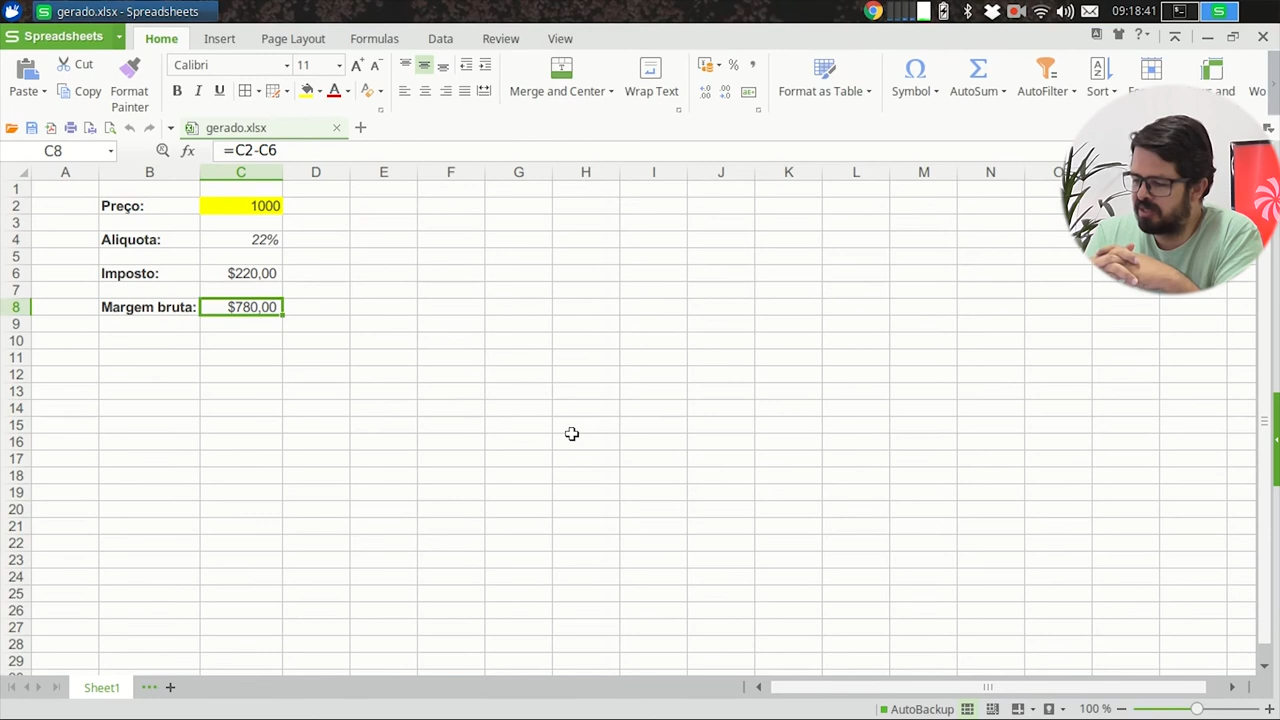 gerado.xlsx - Spreadsheets
09:18:41
Spreadsheets
Home
Insert
Page Layout
Formulas
Data
Review
View
Paste
Cut
Copy
Format
Painter
Calibri
11
Merge and Center
Wrap Text
Format as Table
Symbol
AutoSum
AutoFilter
Sort
gerado.xlsx
C8
fx
=C2-C6
A B C D E F G H I J K L M N
1
2 Preço: 1000
3
4 Aliquota: 22%
5
6 Imposto: $220,00
7
8 Margem bruta: $780,00
9
10
11
12
13
14
15
16
17
18
19
20
21
22
23
24
25
26
27
28
29
Sheet1
AutoBackup
100 %